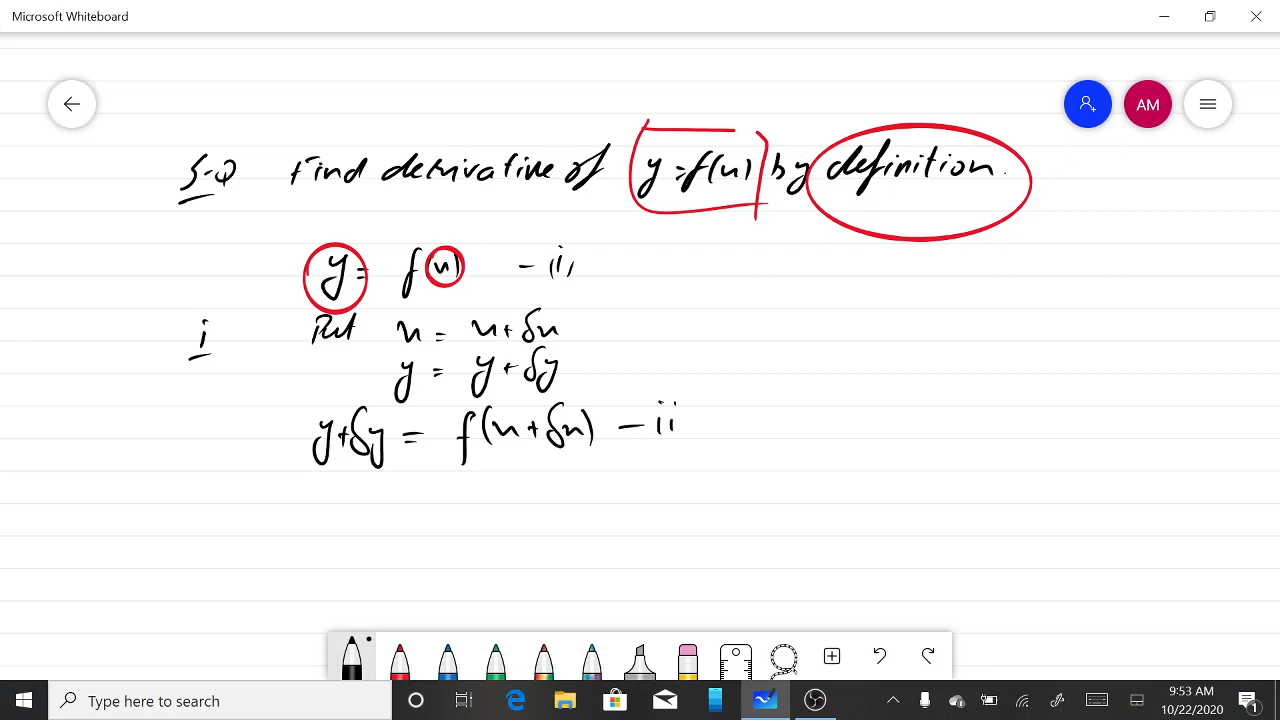 Microsoft Whiteboard
AM
S-Q Find derivative of y=f(x) by definition.
y= f(x) - (i)
i Put x = x+δx
y = y+δy
y+δy = f(x+δx) - ii
Type here to search
9:53 AM
10/22/2020
1